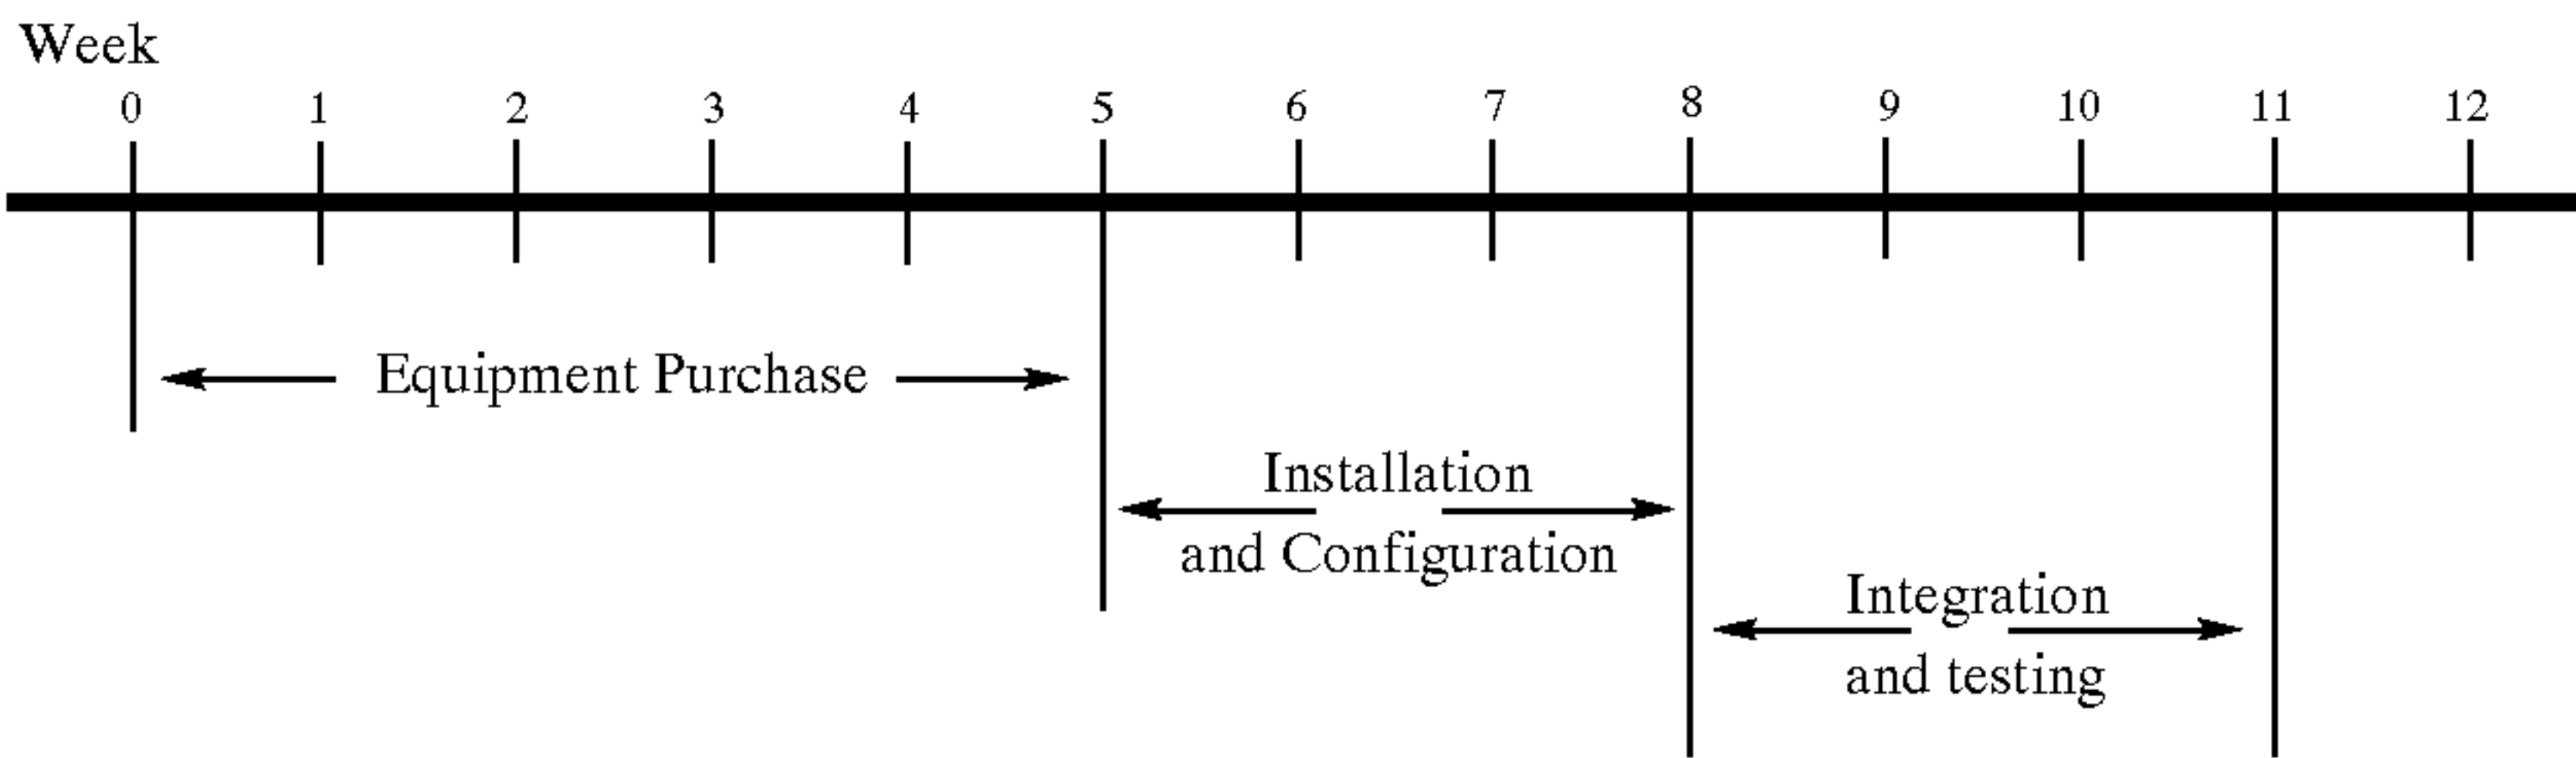 Week
0 1 2 3 4 5 6 7 8 9 10 11 12
Equipment Purchase
Installation
and Configuration
Integration
and testing